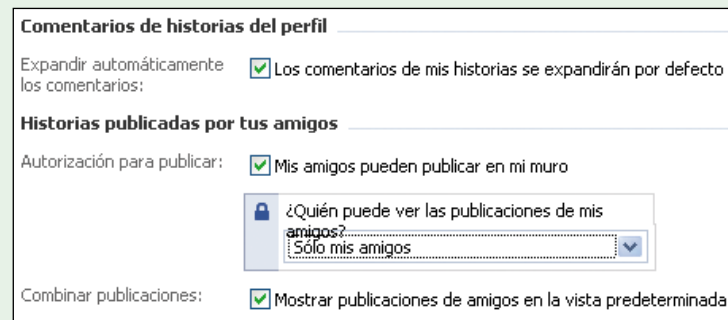 Comentarios de historias del perfil
Expandir automáticamente
los comentarios:
Los comentarios de mis historias se expandirán por defecto
Historias publicadas por tus amigos
Autorización para publicar:
Mis amigos pueden publicar en mi muro
¿Quién puede ver las publicaciones de mis
amigos?
Sólo mis amigos
Combinar publicaciones:
Mostrar publicaciones de amigos en la vista predeterminada